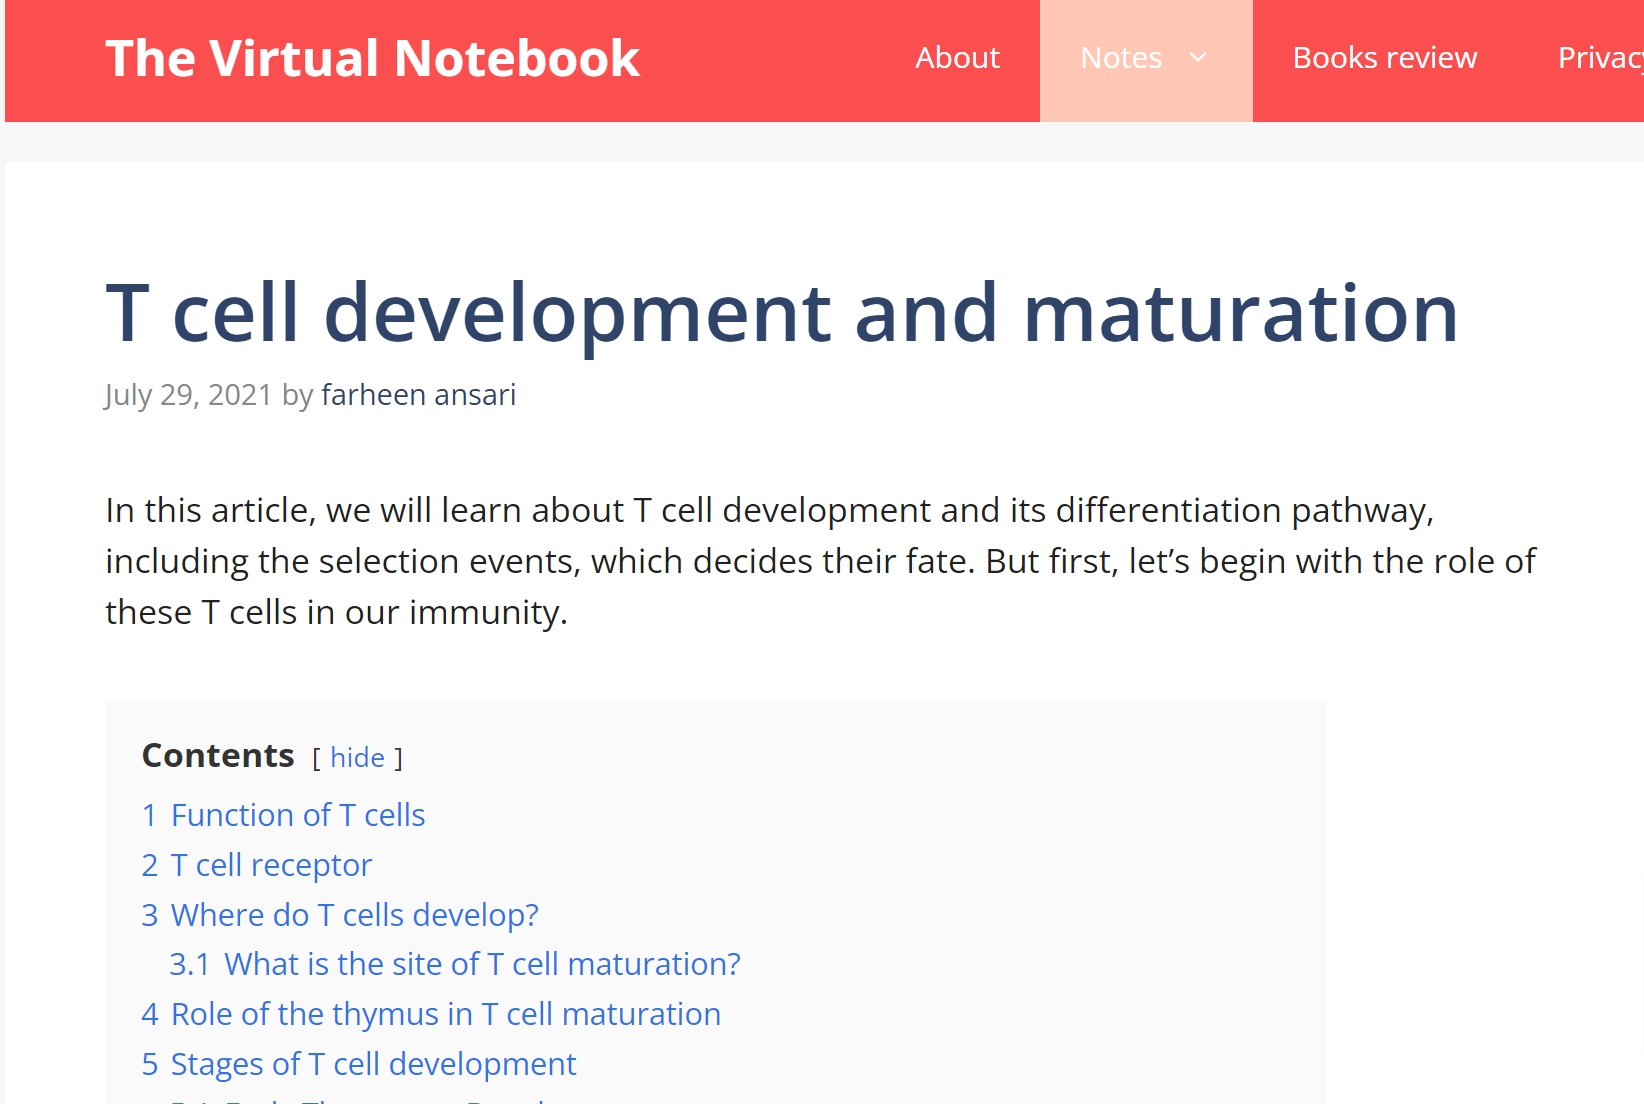 The Virtual Notebook
About Notes Books review
T cell development and maturation
July 29, 2021 by farheen ansari
In this article, we will learn about T cell development and its differentiation pathway,
including the selection events, which decides their fate. But first, let’s begin with the role of
these T cells in our immunity.
Contents [ hide ]
1 Function of T cells
2 T cell receptor
3 Where do T cells develop?
3.1 What is the site of T cell maturation?
4 Role of the thymus in T cell maturation
5 Stages of T cell development